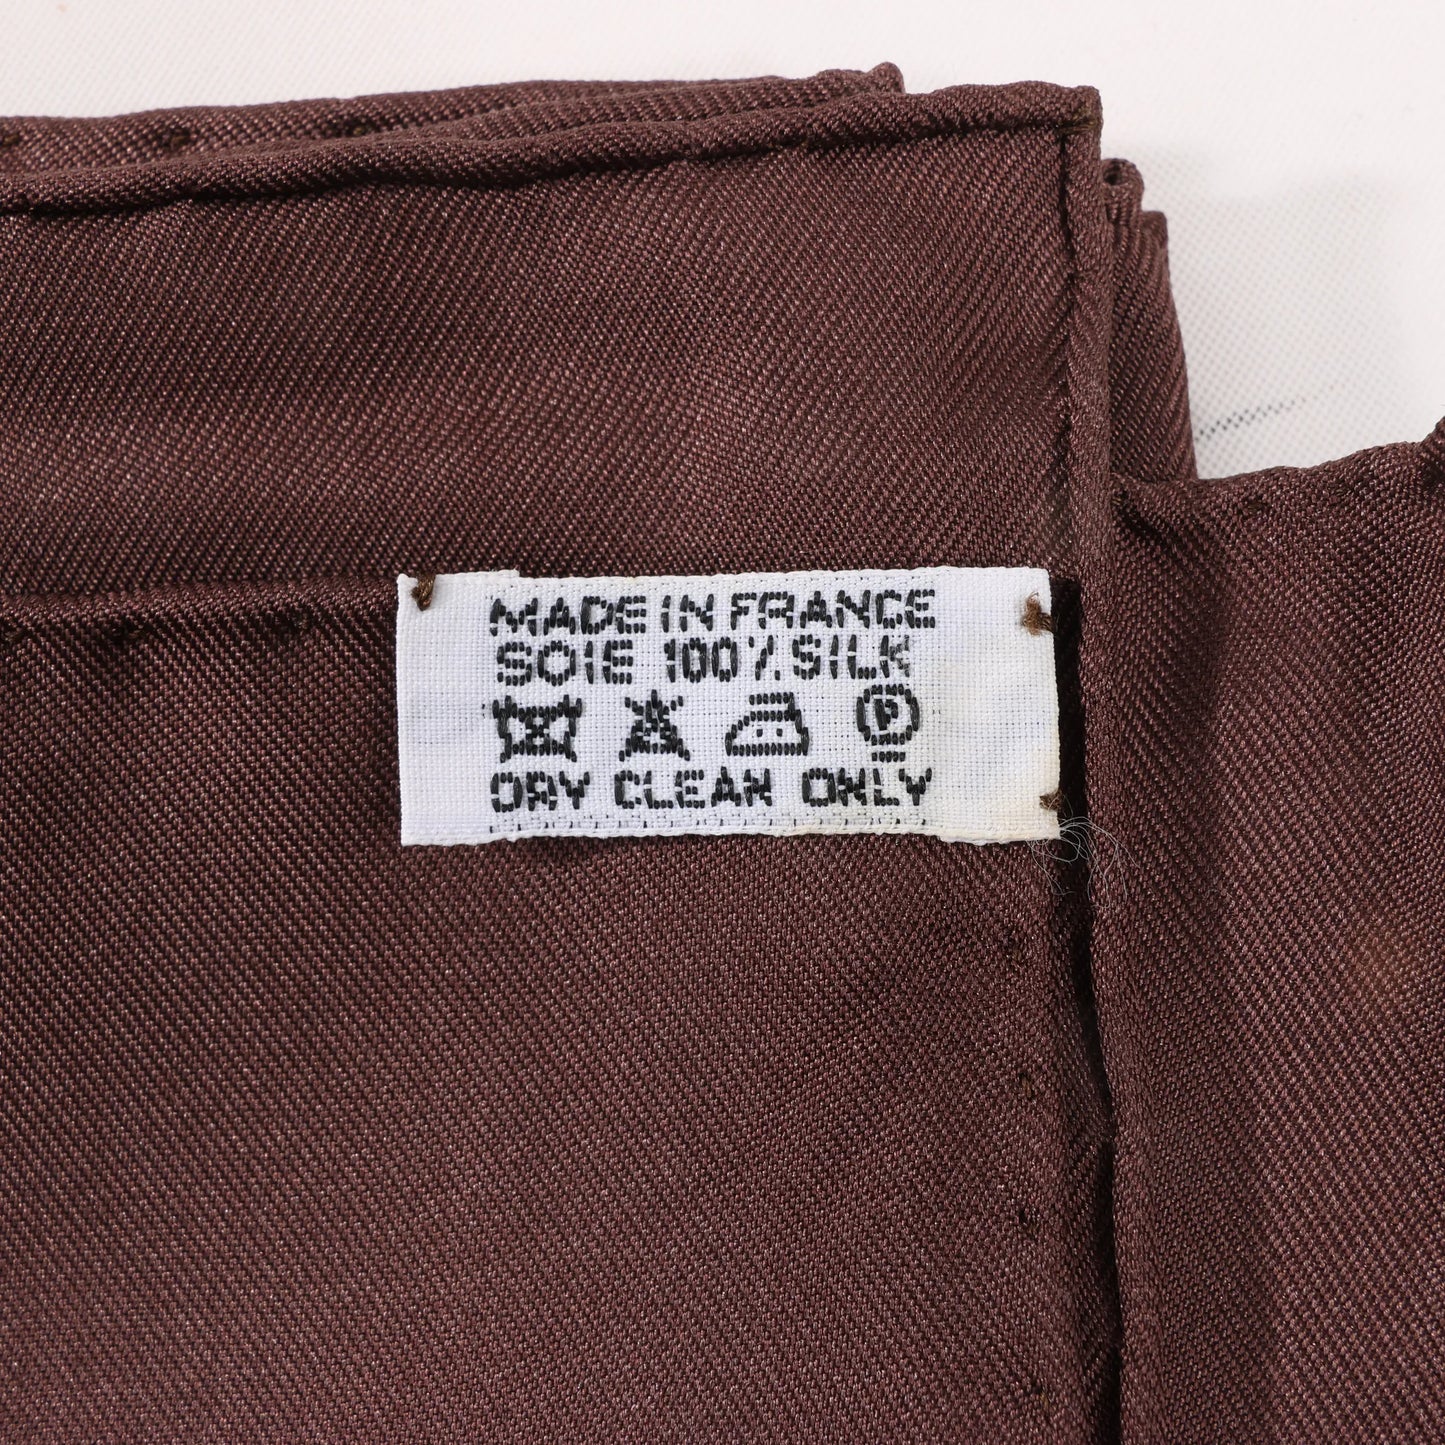 MADE IN FRANCE
SOIE 100% SILK
P
DRY CLEAN ONLY